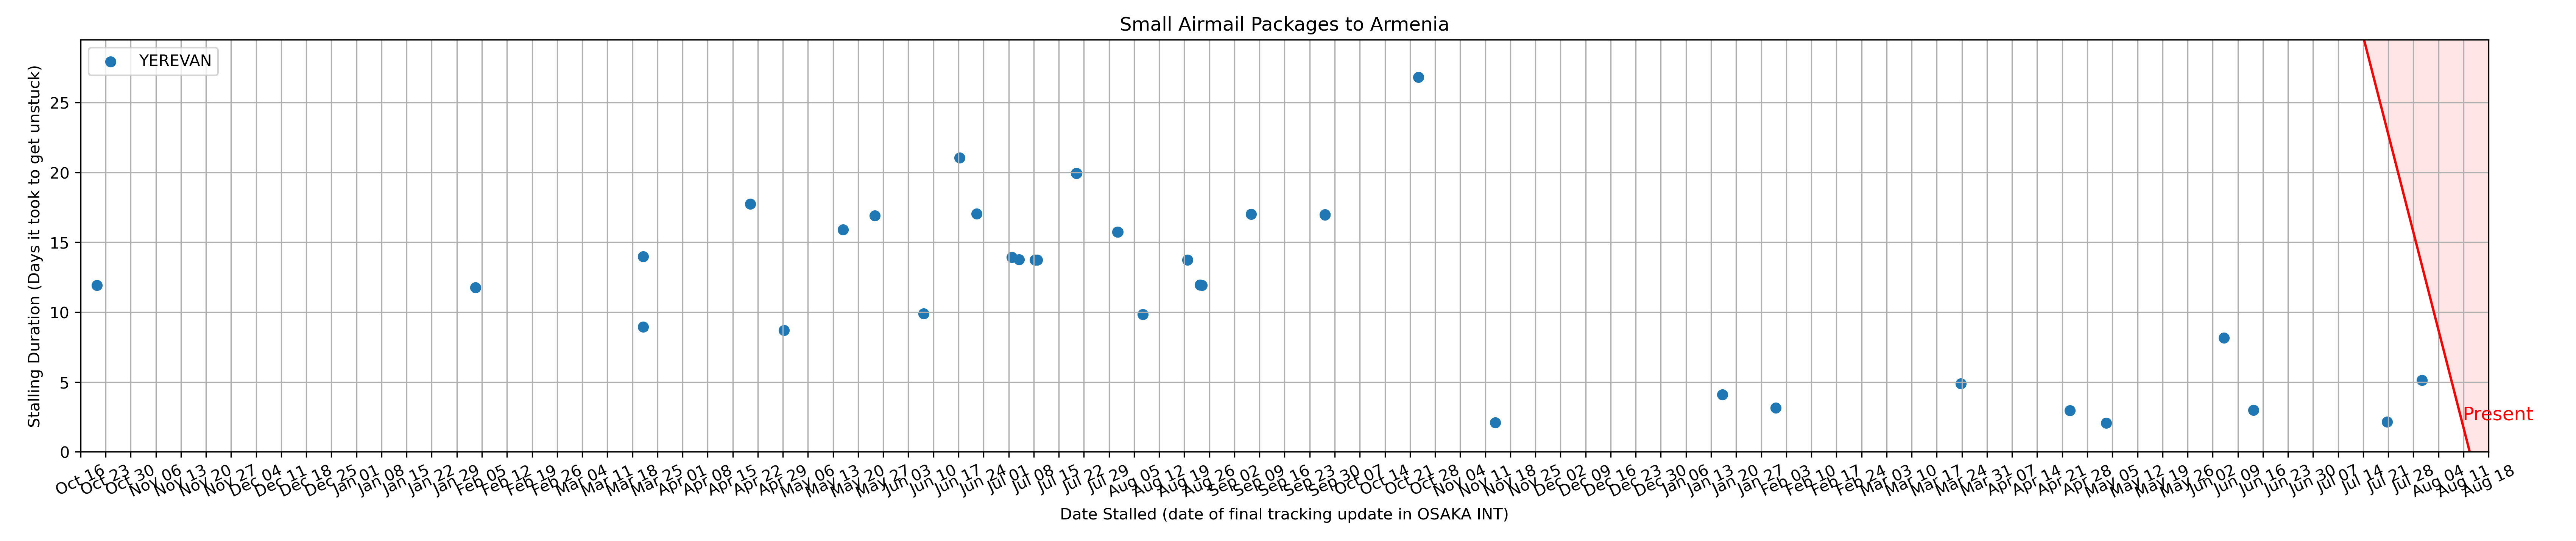 Small Airmail Packages to Armenia
YEREVAN
Stalling Duration (Days it took to get unstuck)
25
20
15
10
5
0
Present
Oct 16 Oct 23 Oct 30 Nov 06 Nov 13 Nov 20 Nov 27 Dec 04 Dec 11 Dec 18 Dec 25 Jan 01 Jan 08 Jan 15 Jan 22 Jan 29 Feb 05 Feb 12 Feb 19 Feb 26 Mar 04 Mar 11 Mar 18 Mar 25 Apr 01 Apr 08 Apr 15 Apr 22 Apr 29 May 06 May 13 May 20 May 27 Jun 03 Jun 10 Jun 17 Jun 24 Jul 01 Jul 08 Jul 15 Jul 22 Jul 29 Aug 05 Aug 12 Aug 19 Aug 26 Sep 02 Sep 09 Sep 16 Sep 23 Sep 30 Oct 07 Oct 14 Oct 21 Oct 28 Nov 04 Nov 11 Nov 18 Nov 25 Dec 02 Dec 09 Dec 16 Dec 23 Dec 30 Jan 06 Jan 13 Jan 20 Jan 27 Feb 03 Feb 10 Feb 17 Feb 24 Mar 03 Mar 10 Mar 17 Mar 24 Mar 31 Apr 07 Apr 14 Apr 21 Apr 28 May 05 May 12 May 19 May 26 Jun 02 Jun 09 Jun 16 Jun 23 Jun 30 Jul 07 Jul 14 Jul 21 Jul 28 Aug 04 Aug 11 Aug 18
Date Stalled (date of final tracking update in OSAKA INT)